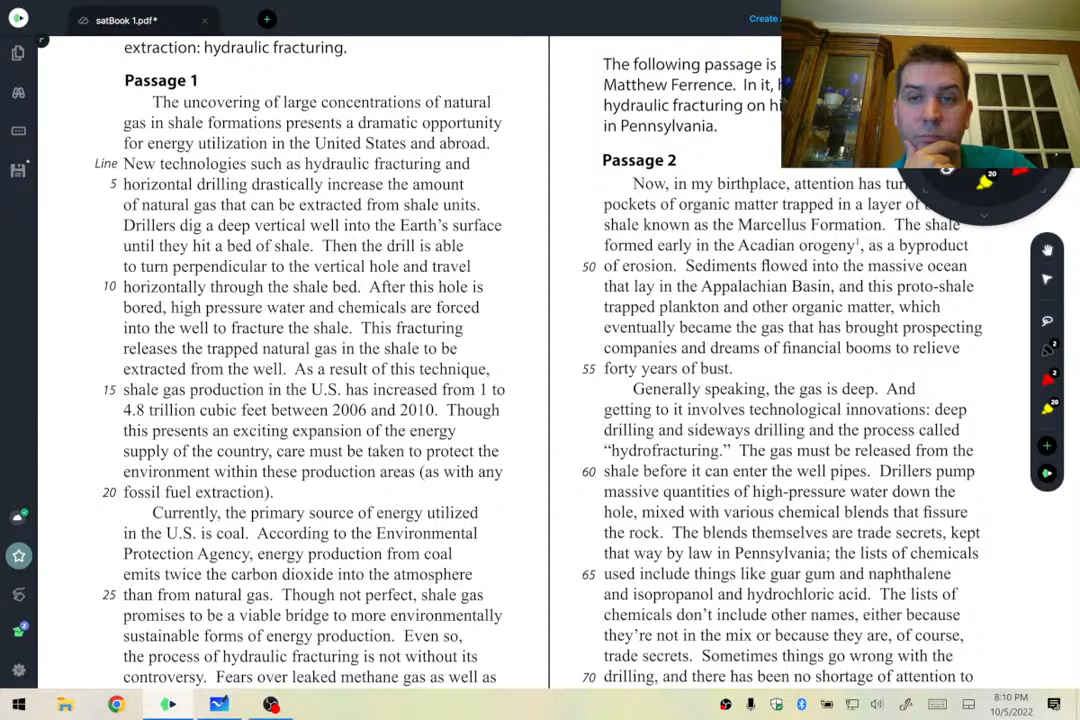 satBook 1.pdf*
Create a
extraction: hydraulic fracturing.
Passage 1
The uncovering of large concentrations of natural
gas in shale formations presents a dramatic opportunity
for energy utilization in the United States and abroad.
Line New technologies such as hydraulic fracturing and
5 horizontal drilling drastically increase the amount
of natural gas that can be extracted from shale units.
Drillers dig a deep vertical well into the Earth's surface
until they hit a bed of shale. Then the drill is able
to turn perpendicular to the vertical hole and travel
10 horizontally through the shale bed. After this hole is
bored, high pressure water and chemicals are forced
into the well to fracture the shale. This fracturing
releases the trapped natural gas in the shale to be
extracted from the well. As a result of this technique,
15 shale gas production in the U.S. has increased from 1 to
4.8 trillion cubic feet between 2006 and 2010. Though
this presents an exciting expansion of the energy
supply of the country, care must be taken to protect the
environment within these production areas (as with any
20 fossil fuel extraction).
Currently, the primary source of energy utilized
in the U.S. is coal. According to the Environmental
Protection Agency, energy production from coal
emits twice the carbon dioxide into the atmosphere
25 than from natural gas. Though not perfect, shale gas
promises to be a viable bridge to more environmentally
sustainable forms of energy production. Even so,
the process of hydraulic fracturing is not without its
controversy. Fears over leaked methane gas as well as
The following passage is
Matthew Ferrence. In it, h
hydraulic fracturing on hi
in Pennsylvania.
Passage 2
Now, in my birthplace, attention has tur
pockets of organic matter trapped in a layer of
shale known as the Marcellus Formation. The shale
formed early in the Acadian orogeny¹, as a byproduct
50 of erosion. Sediments flowed into the massive ocean
that lay in the Appalachian Basin, and this proto-shale
trapped plankton and other organic matter, which
eventually became the gas that has brought prospecting
companies and dreams of financial booms to relieve
55 forty years of bust.
Generally speaking, the gas is deep. And
getting to it involves technological innovations: deep
drilling and sideways drilling and the process called
“hydrofracturing.” The gas must be released from the
60 shale before it can enter the well pipes. Drillers pump
massive quantities of high-pressure water down the
hole, mixed with various chemical blends that fissure
the rock. The blends themselves are trade secrets, kept
that way by law in Pennsylvania; the lists of chemicals
65 used include things like guar gum and naphthalene
and isopropanol and hydrochloric acid. The lists of
chemicals don't include other names, either because
they're not in the mix or because they are, of course,
trade secrets. Sometimes things go wrong with the
70 drilling, and there has been no shortage of attention to
20
2
2
20
2
8:10 PM
10/5/2022